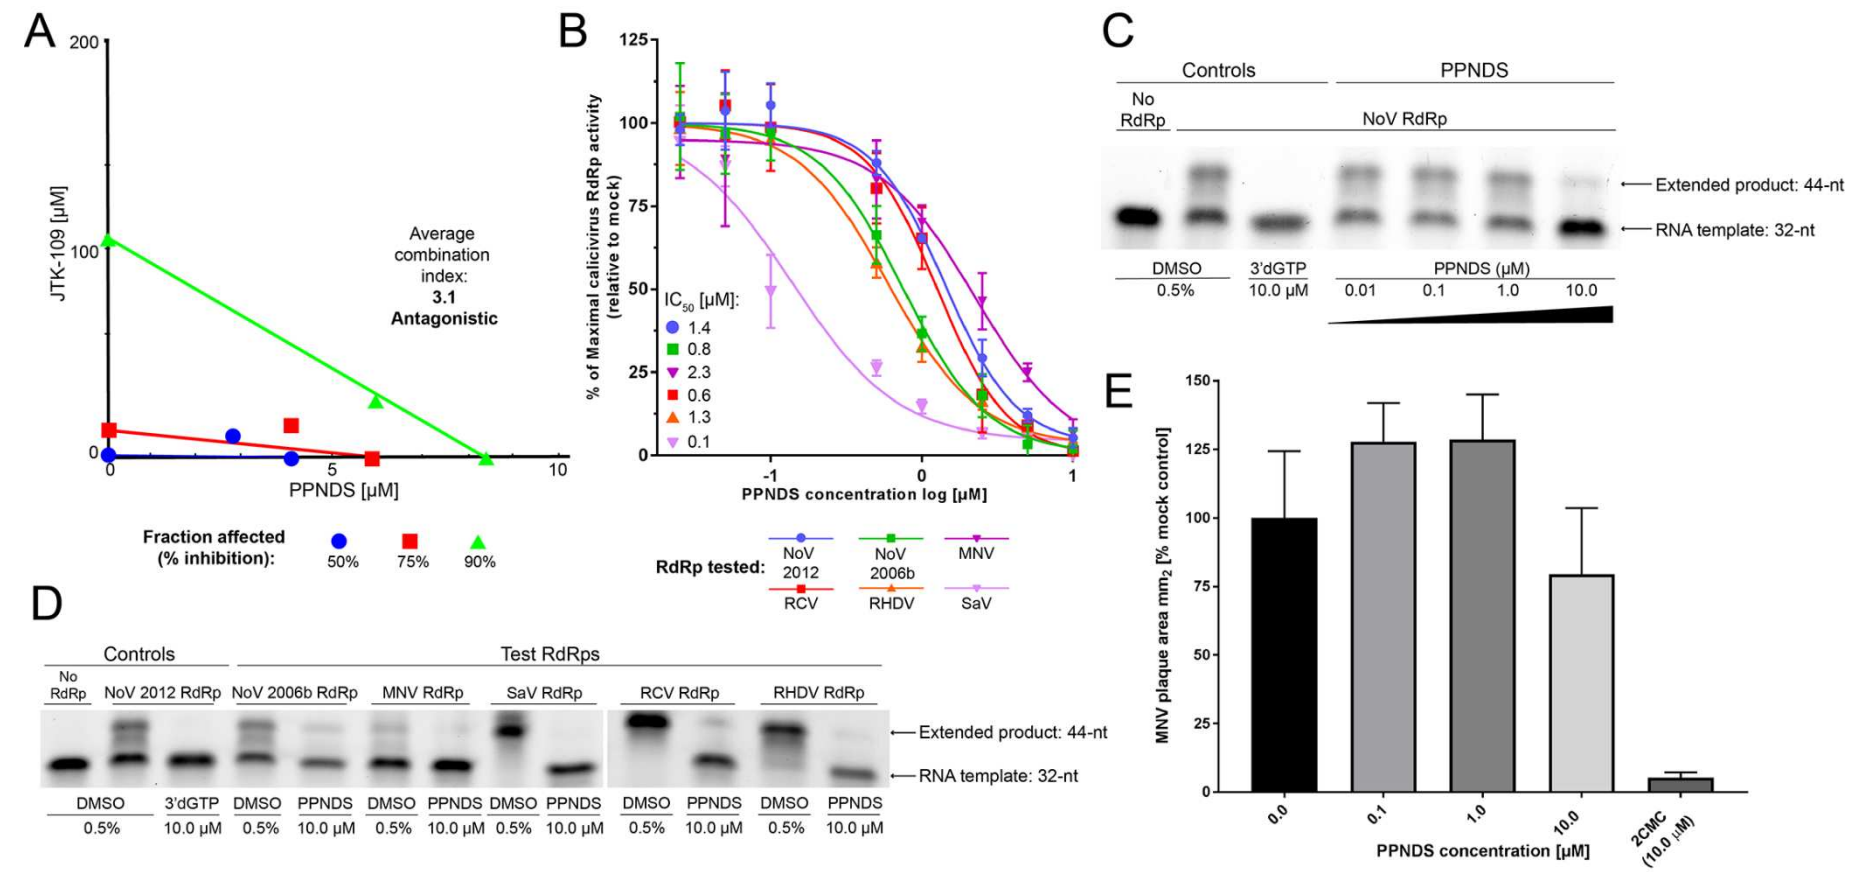 A
200
100
0
JTK-109 [µM]
Average
combination
index:
3.1
Antagonistic
0
5
10
PPNDS [µM]
Fraction affected
(% inhibition):
50%
75%
90%
B
125
100
75
50
25
0
% of Maximal calicivirus RdRp activity
(relative to mock)
IC50 [µM]:
1.4
0.8
2.3
0.6
1.3
0.1
-1
0
1
PPNDS concentration log [µM]
RdRp tested:
NoV
2012
NoV
2006b
MNV
RCV
RHDV
SaV
C
Controls
PPNDS
No
RdRp
NoV RdRp
Extended product: 44-nt
RNA template: 32-nt
DMSO
0.5%
3'dGTP
10.0 µM
PPNDS (µM)
0.01
0.1
1.0
10.0
D
Controls
Test RdRps
No
RdRp
NoV 2012 RdRp
NoV 2006b RdRp
MNV RdRp
SaV RdRp
RCV RdRp
RHDV RdRp
Extended product: 44-nt
RNA template: 32-nt
DMSO
3'dGTP
DMSO
PPNDS
DMSO
PPNDS
DMSO
PPNDS
DMSO
PPNDS
DMSO
PPNDS
0.5%
10.0 µM
0.5%
10.0 µM
0.5%
10.0 µM
0.5%
10.0 µM
0.5%
10.0 µM
0.5%
10.0 µM
E
150
125
100
75
50
25
0
MNV plaque area mm2 [% mock control]
0.0
0.1
1.0
10.0
2CMC
(10.0 µM)
PPNDS concentration [µM]